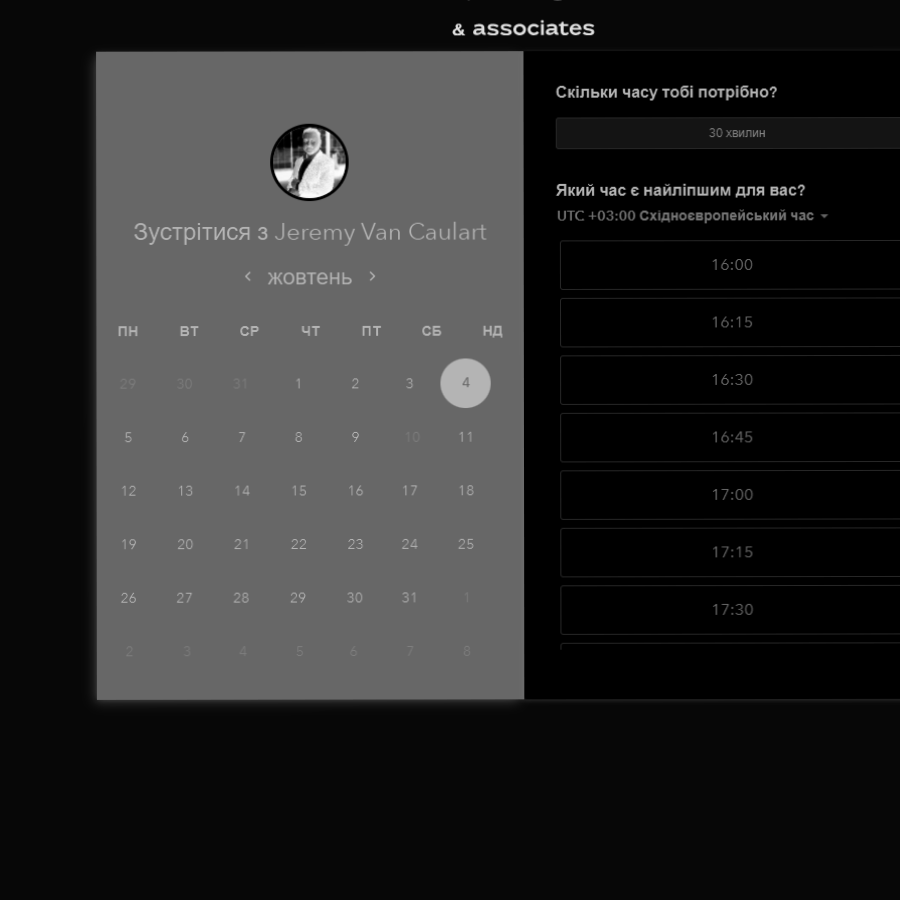 & associates
Зустрітися з Jeremy Van Caulart
жовтень
ПН ВТ СР ЧТ ПТ СБ НД
29 30 31 1 2 3 4
5 6 7 8 9 10 11
12 13 14 15 16 17 18
19 20 21 22 23 24 25
26 27 28 29 30 31 1
2 3 4 5 6 7 8
Скільки часу тобі потрібно?
30 хвилин
Який час є найліпшим для вас?
UTC +03:00 Східноєвропейський час
16:00
16:15
16:30
16:45
17:00
17:15
17:30